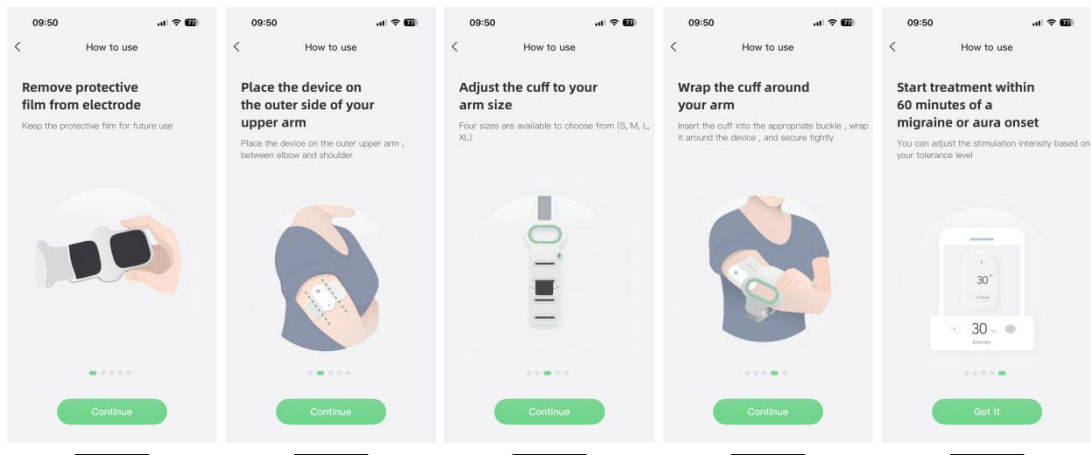 09:50
77
How to use
Remove protective
film from electrode
Keep the protective film for future use
Continue
09:50
77
How to use
Place the device on
the outer side of your
upper arm
Place the device on the outer upper arm ,
between elbow and shoulder
Continue
09:50
77
How to use
Adjust the cuff to your
arm size
Four sizes are available to choose from (S, M, L,
XL)
Continue
09:50
77
How to use
Wrap the cuff around
your arm
Insert the cuff into the appropriate buckle , wrap
it around the device , and secure tightly
Continue
09:50
77
How to use
Start treatment within
60 minutes of a
migraine or aura onset
You can adjust the stimulation intensity based on
your tolerance level
30
30 %
Intensity
Got it